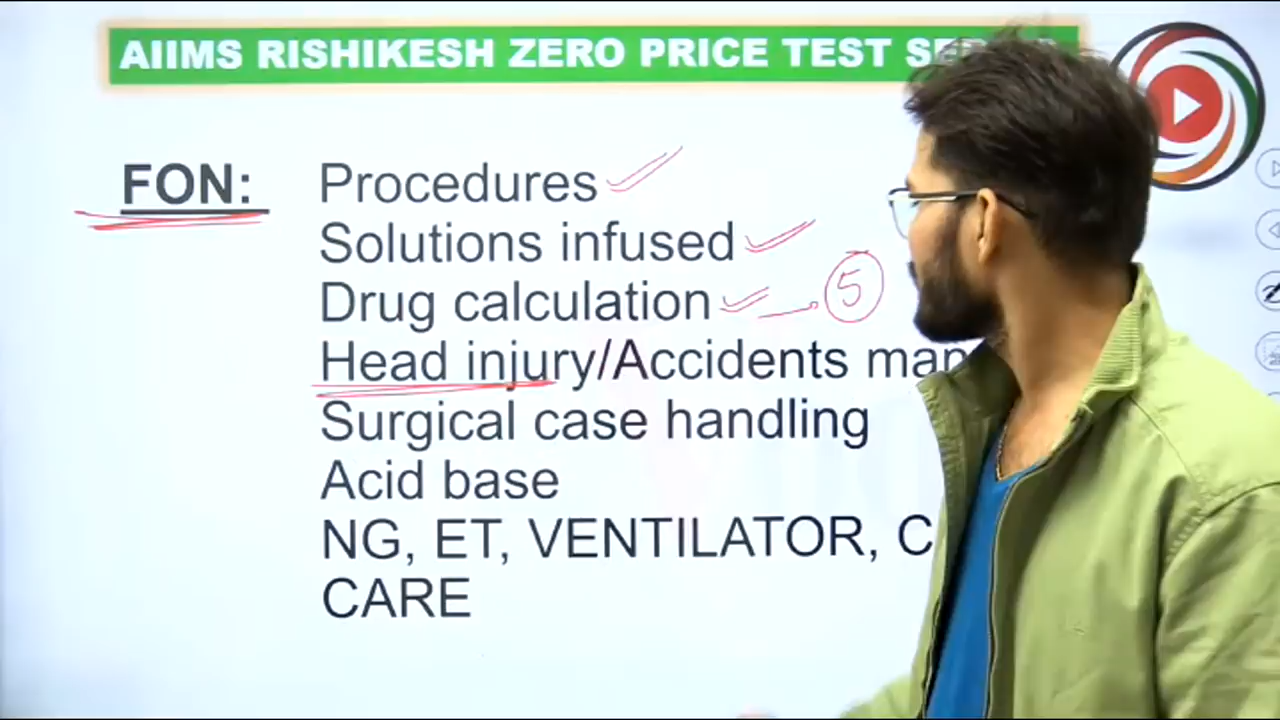 AIIMS RISHIKESH ZERO PRICE TEST
FON: Procedures
Solutions infused
Drug calculation 5
Head injury/Accidents
Surgical case handling
Acid base
NG, ET, VENTILATOR,
CARE